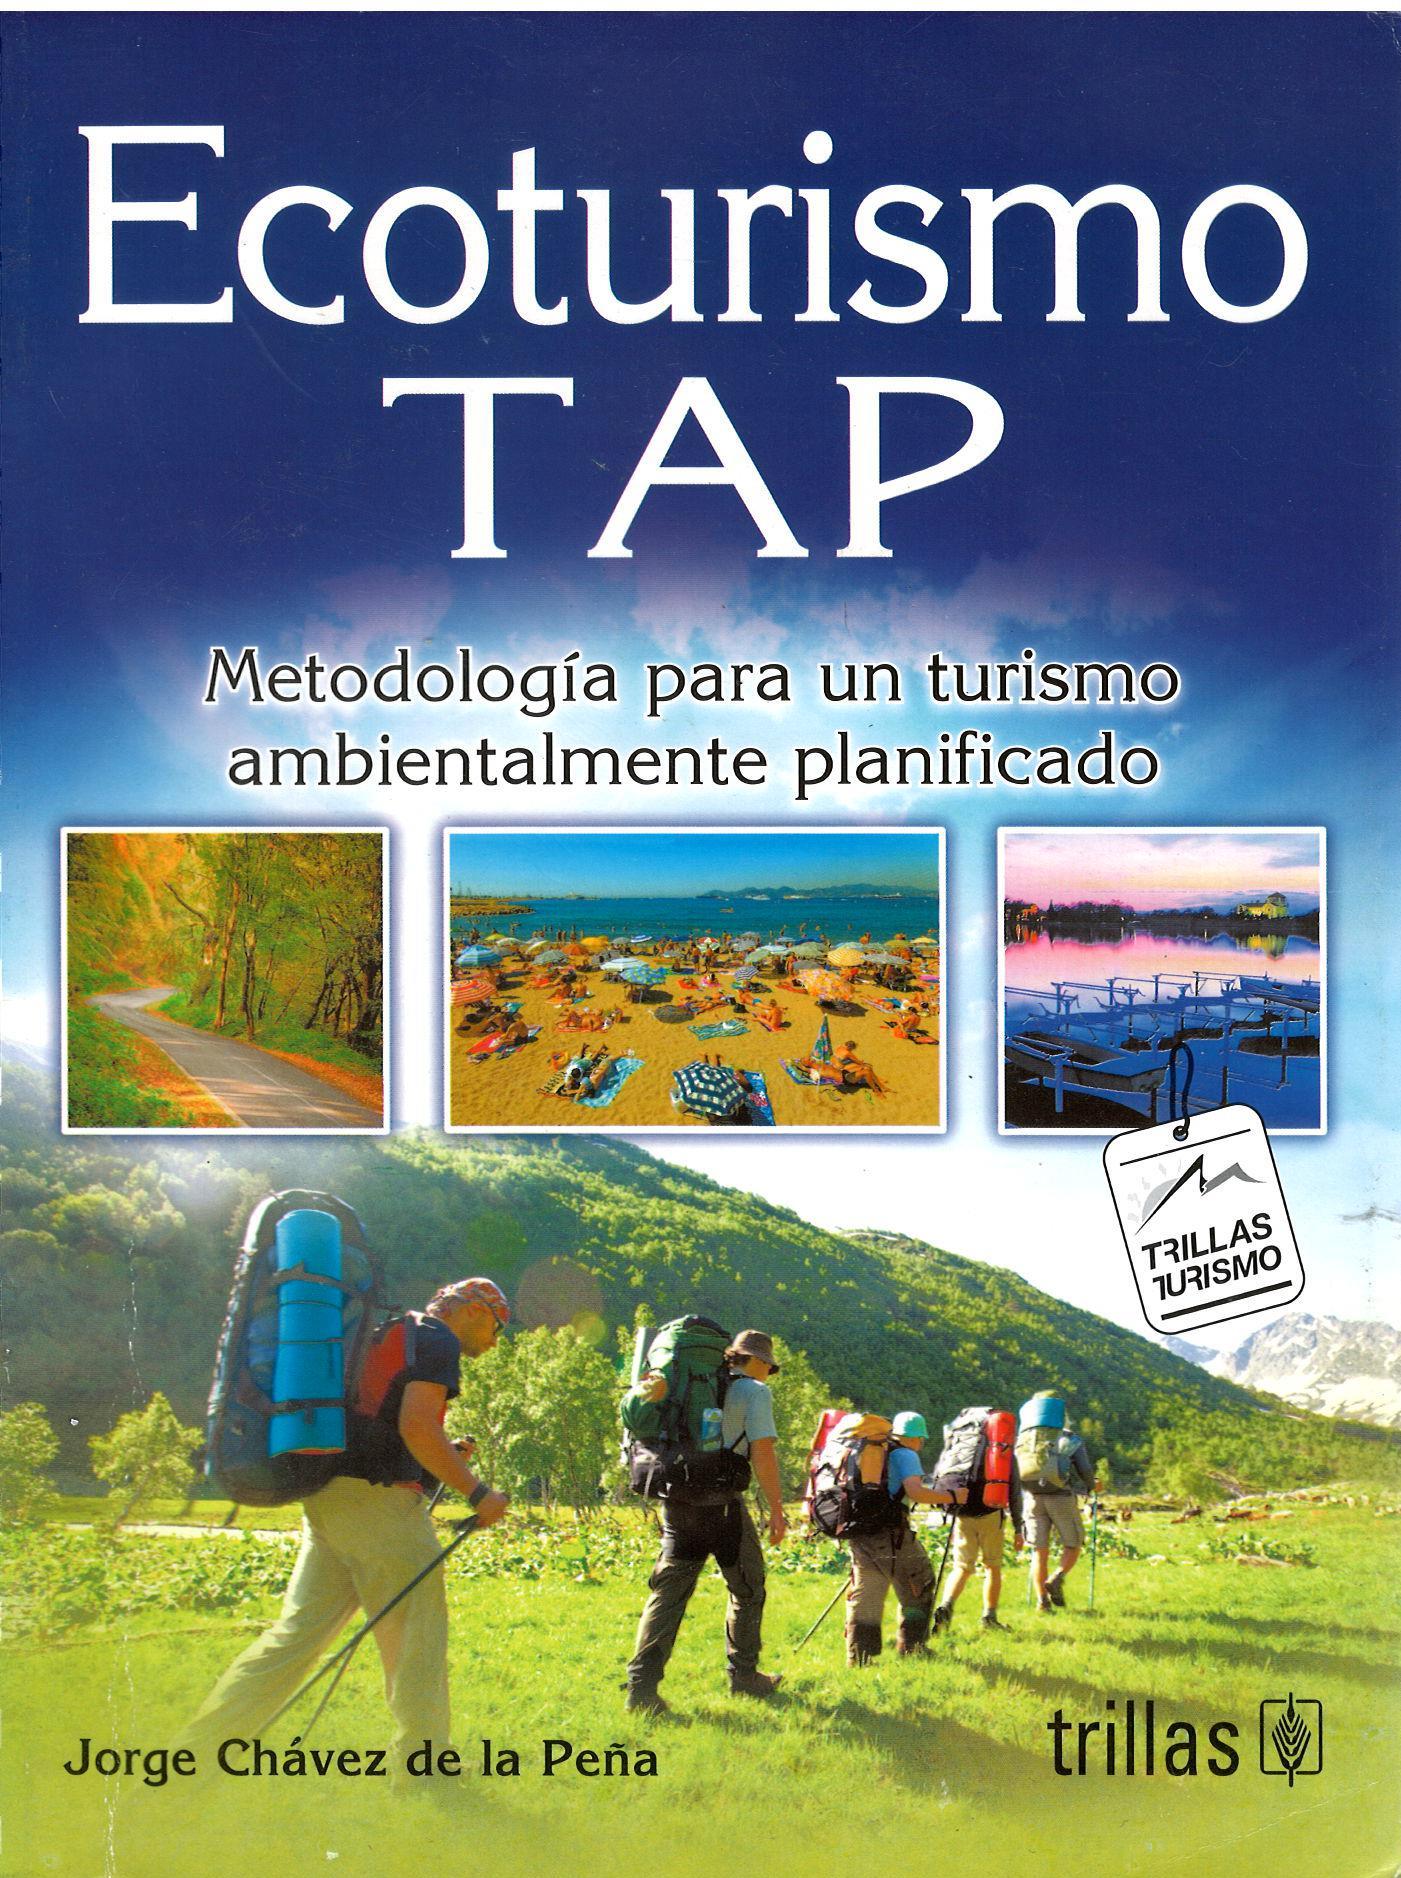 Ecoturismo
TAP
Metodología para un turismo
ambientalmente planificado
TRILLAS
TURISMO
Jorge Chávez de la Peña
trillas